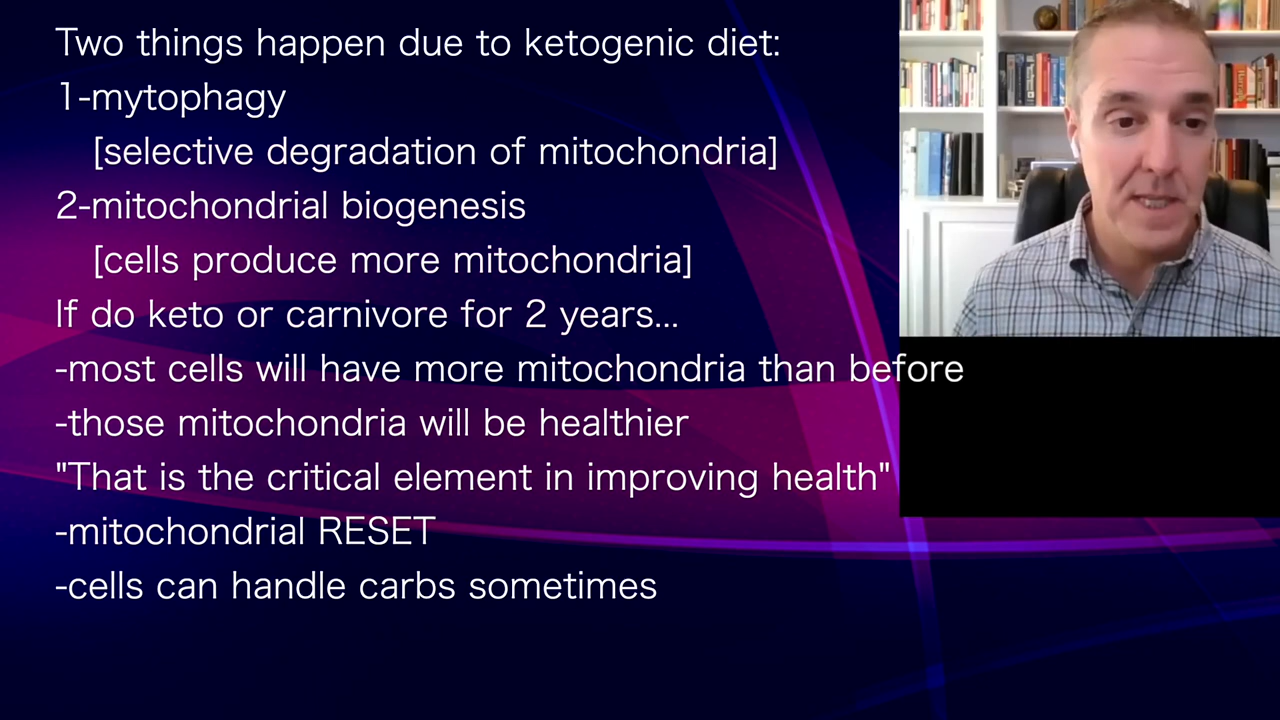 Two things happen due to ketogenic diet:
1-mytophagy
[selective degradation of mitochondria]
2-mitochondrial biogenesis
[cells produce more mitochondria]
If do keto or carnivore for 2 years...
-most cells will have more mitochondria than before
-those mitochondria will be healthier
"That is the critical element in improving health"
-mitochondrial RESET
-cells can handle carbs sometimes